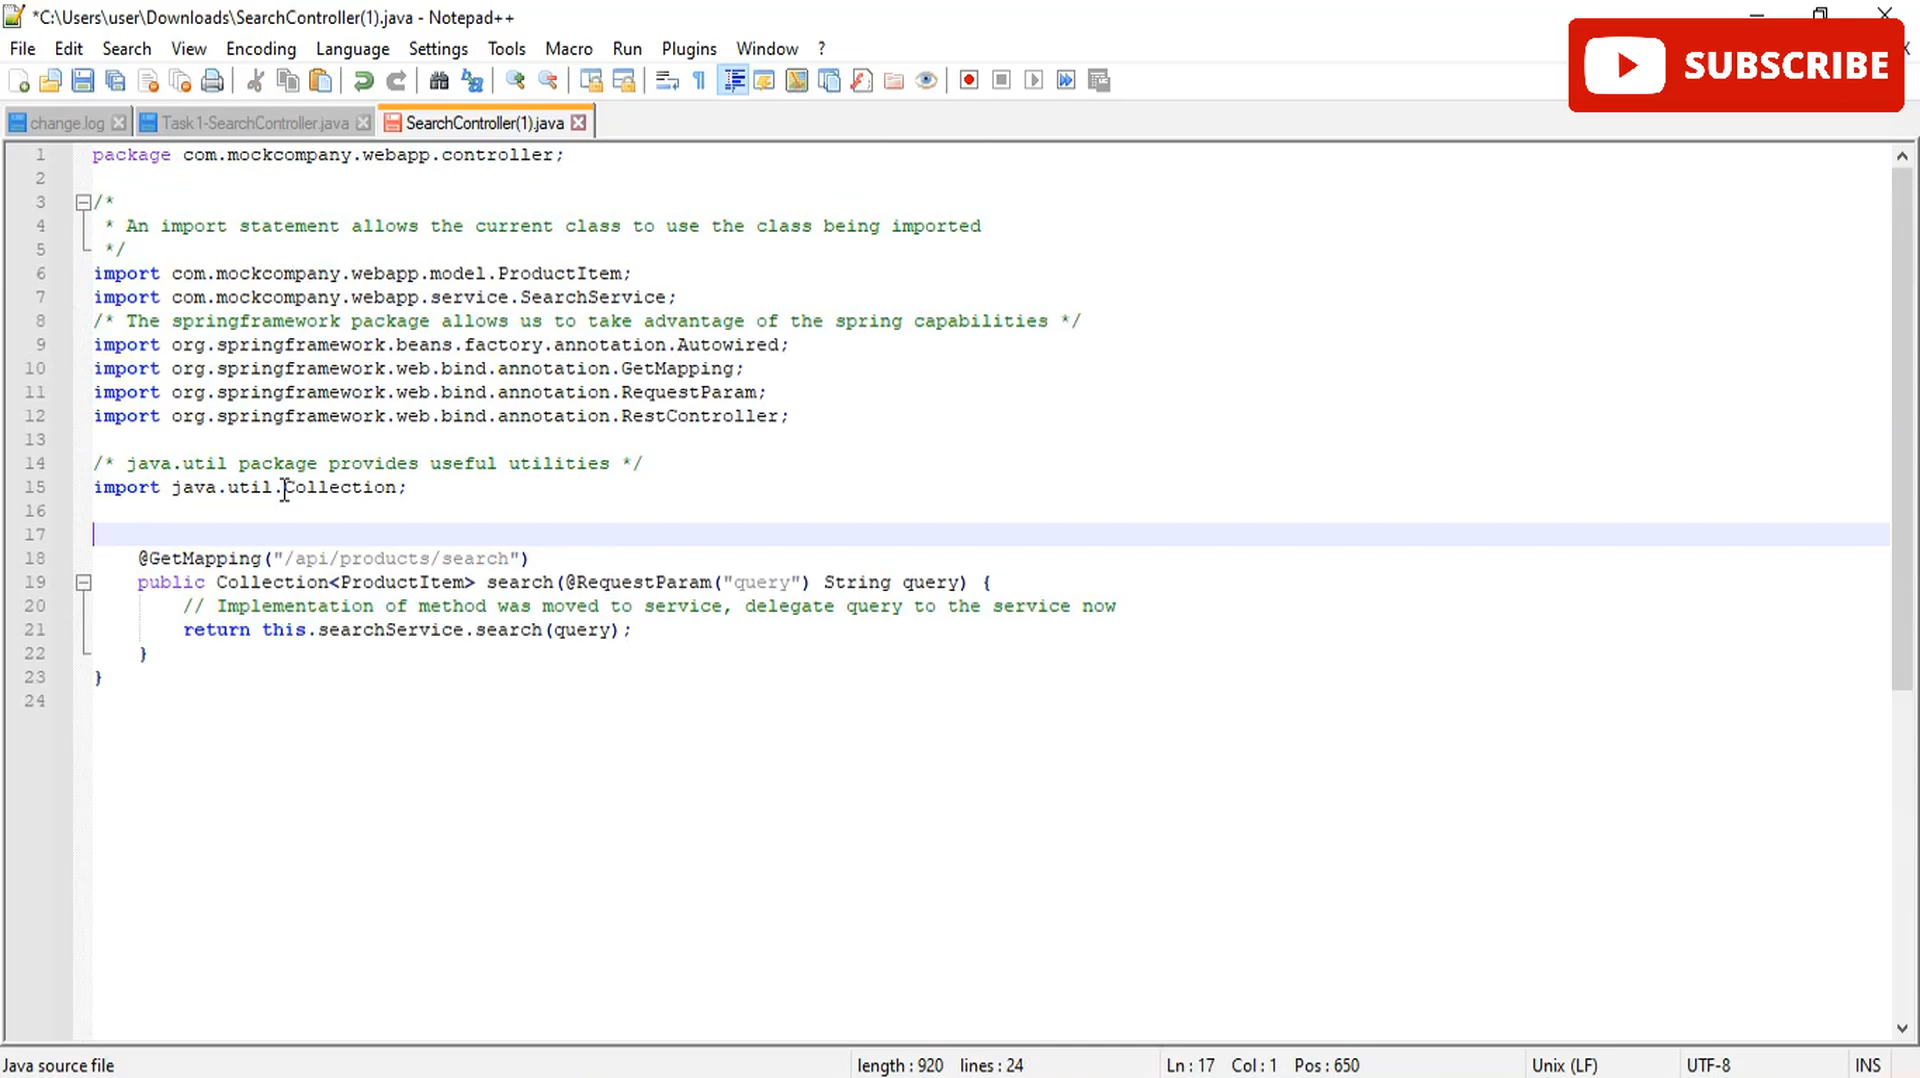 *C:\Users\user\Downloads\SearchController(1).java - Notepad++
File Edit Search View Encoding Language Settings Tools Macro Run Plugins Window ?
SUBSCRIBE
change.log Task1-SearchController.java SearchController(1).java
1 package com.mockcompany.webapp.controller;
2
3 /*
4 * An import statement allows the current class to use the class being imported
5 */
6 import com.mockcompany.webapp.model.ProductItem;
7 import com.mockcompany.webapp.service.SearchService;
8 /* The springframework package allows us to take advantage of the spring capabilities */
9 import org.springframework.beans.factory.annotation.Autowired;
10 import org.springframework.web.bind.annotation.GetMapping;
11 import org.springframework.web.bind.annotation.RequestParam;
12 import org.springframework.web.bind.annotation.RestController;
13
14 /* java.util package provides useful utilities */
15 import java.util.Collection;
16
17
18 @GetMapping("/api/products/search")
19 public Collection<ProductItem> search(@RequestParam("query") String query) {
20 // Implementation of method was moved to service, delegate query to the service now
21 return this.searchService.search(query);
22 }
23 }
24
Java source file length : 920 lines : 24 Ln : 17 Col : 1 Pos : 650 Unix (LF) UTF-8 INS